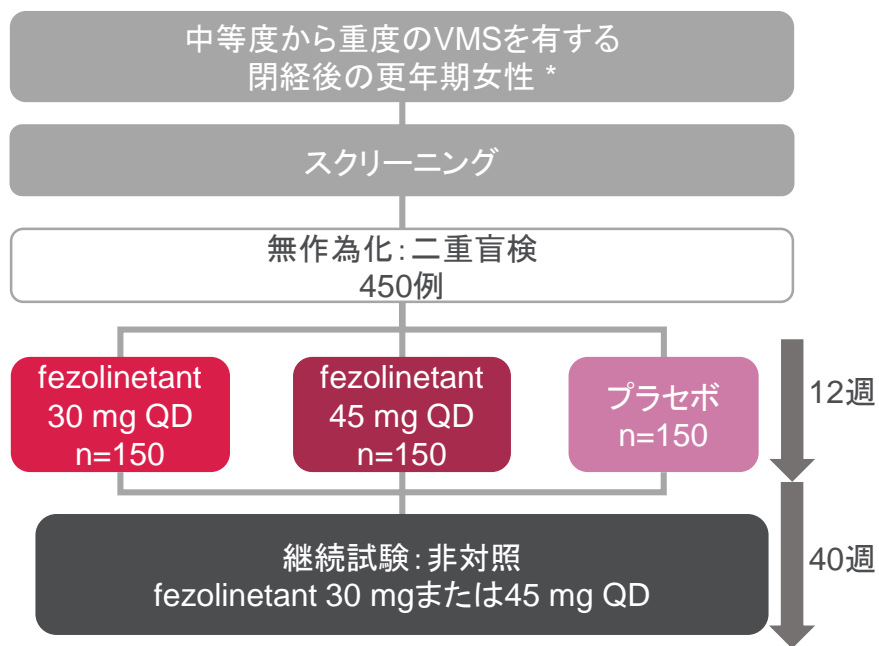 中等度から重度のVMSを有する
閉経後の更年期女性 *
スクリーニング
無作為化：二重盲検
450例
fezolinetant
30 mg QD
n=150
fezolinetant
45 mg QD
n=150
プラセボ
n=150
12週
継続試験：非対照
fezolinetant 30 mgまたは45 mg QD
40週